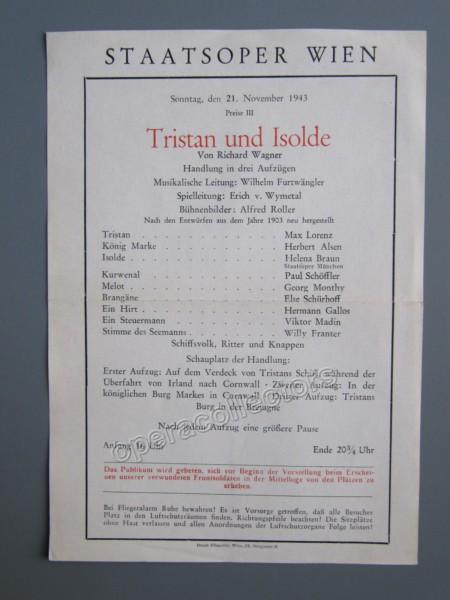 STAATSOPER WIEN
Sonntag, den 21. November 1943
Preise III
Tristan und Isolde
Von Richard Wagner
Handlung in drei Aufzügen
Musikalische Leitung: Wilhelm Furtwängler
Spielleitung: Erich v. Wymetal
Bühnenbilder: Alfred Roller
Nach den Entwürfen aus dem Jahre 1903 neu hergestellt
Tristan . . . . . . . . . . . Max Lorenz
König Marke . . . . . . . . . . . Herbert Alsen
Isolde . . . . . . . . . . . Helena Braun
Staatsoper München
Kurwenal . . . . . . . . . . . Paul Schöffler
Melot . . . . . . . . . . . Georg Monthy
Brangäne . . . . . . . . . . . Else Schürhoff
Ein Hirt . . . . . . . . . . . Hermann Gallos
Ein Steuermann . . . . . . . . . . . Viktor Madin
Stimme des Seemanns . . . . . . . . . . . Willy Franter
Schiffsvolk, Ritter und Knappen
Schauplatz der Handlung:
Erster Aufzug: Auf dem Verdeck von Tristans Schiff während der
Überfahrt von Irland nach Cornwall · Zweiter Aufzug: In der
königlichen Burg Markes in Cornwall · Dritter Aufzug: Tristans
Burg in der Bretagne
Nach jedem Aufzug eine größere Pause
Anfang 16 Uhr Ende 20¾ Uhr
operacollectors
Das Publikum wird gebeten, sich vor Beginn der Vorstellung beim Erschei-
nen unserer verwundeten Frontsoldaten in der Mittelloge von den Plätzen zu
erheben.
Bei Fliegeralarm Ruhe bewahren! Es ist Vorsorge getroffen, daß alle Besucher
Platz in den Luftschutzräumen finden, Richtungspfeile beachten! Die Sitzplätze
ohne Hast verlassen und allen Anordnungen der Luftschutzorgane Folge leisten!